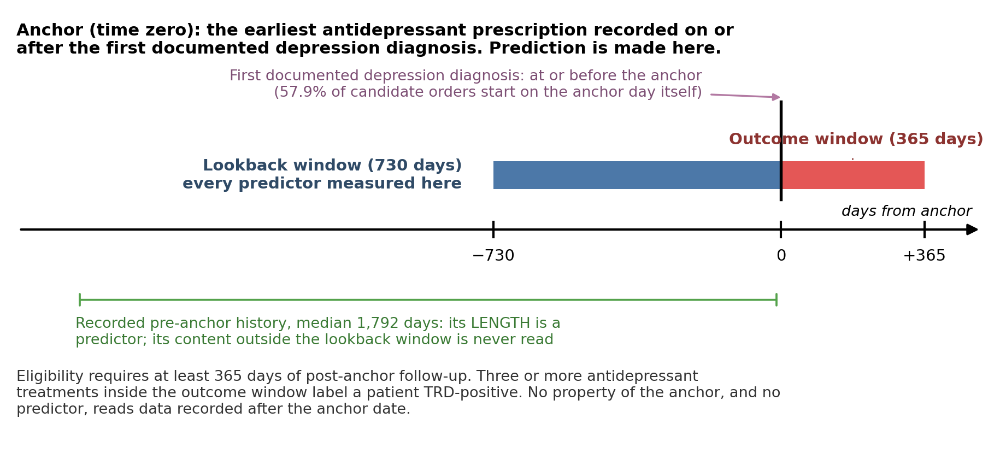 Anchor (time zero): the earliest antidepressant prescription recorded on or
after the first documented depression diagnosis. Prediction is made here.
First documented depression diagnosis: at or before the anchor
(57.9% of candidate orders start on the anchor day itself)
Outcome window (365 days)
Lookback window (730 days)
every predictor measured here
days from anchor
−730
0
+365
Recorded pre-anchor history, median 1,792 days: its LENGTH is a
predictor; its content outside the lookback window is never read
Eligibility requires at least 365 days of post-anchor follow-up. Three or more antidepressant
treatments inside the outcome window label a patient TRD-positive. No property of the anchor, and no
predictor, reads data recorded after the anchor date.